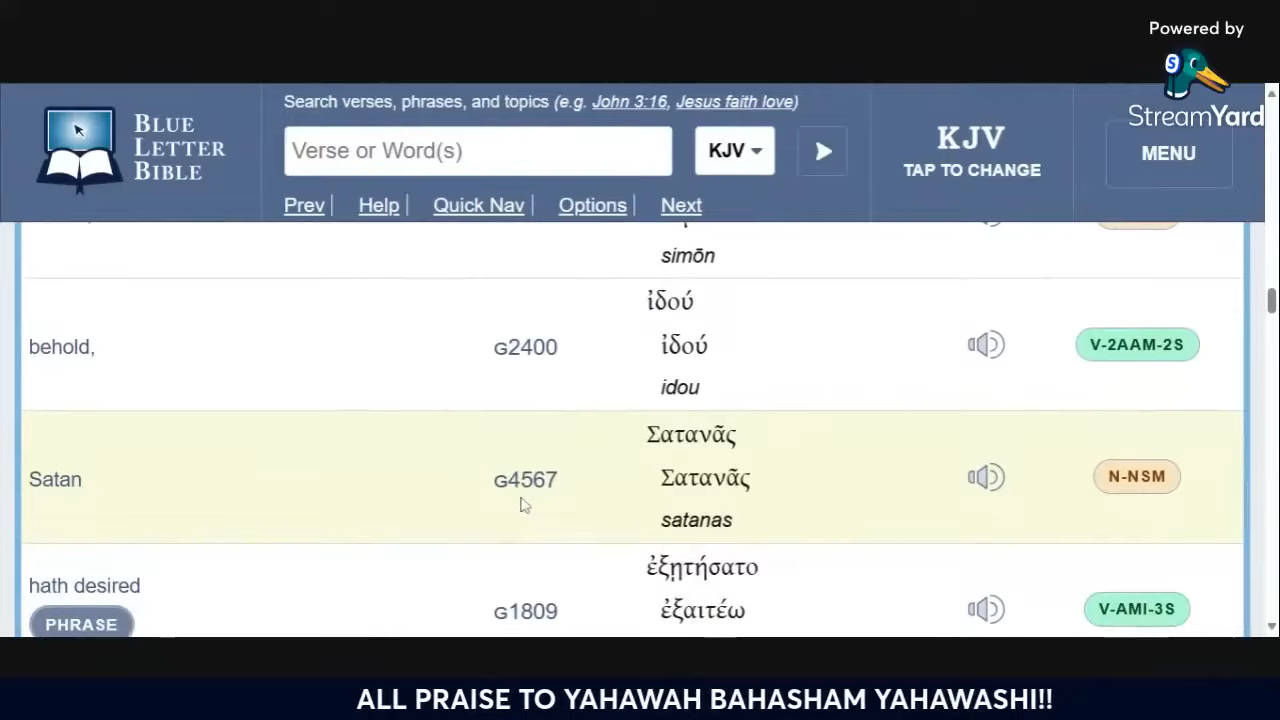 Powered by
StreamYard
BLUE
LETTER
BIBLE
Search verses, phrases, and topics (e.g. John 3:16, Jesus faith love)
Verse or Word(s)
KJV
KJV
TAP TO CHANGE
MENU
Prev | Help | Quick Nav | Options | Next
simōn
ἰδού
behold, G2400 ἰδού V-2AAM-2S
idou
Σατανᾶς
Satan G4567 Σατανᾶς N-NSM
satanas
hath desired ἐξῃτήσατο
PHRASE G1809 ἐξαιτέω V-AMI-3S
ALL PRAISE TO YAHAWAH BAHASHAM YAHAWASHI!!